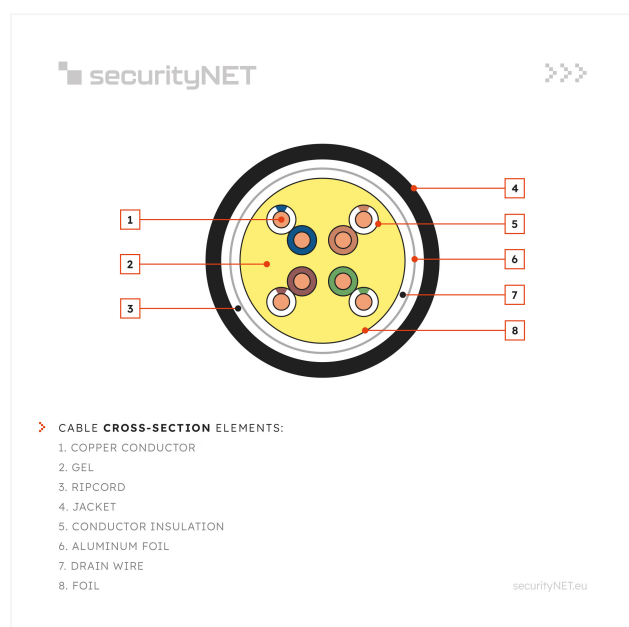 securityNET
1
2
3
4
5
6
7
8
CABLE CROSS-SECTION ELEMENTS:
1. COPPER CONDUCTOR
2. GEL
3. RIPCORD
4. JACKET
5. CONDUCTOR INSULATION
6. ALUMINUM FOIL
7. DRAIN WIRE
8. FOIL
securityNET.eu